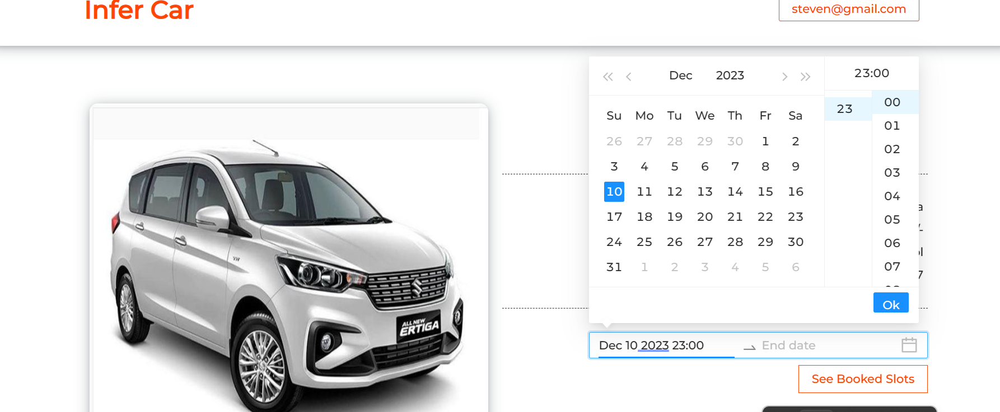 Infer Car
steven@gmail.com
Dec 2023
23:00
Su Mo Tu We Th Fr Sa
26 27 28 29 30 1 2
3 4 5 6 7 8 9
10 11 12 13 14 15 16
17 18 19 20 21 22 23
24 25 26 27 28 29 30
31 1 2 3 4 5 6
23
00
01
02
03
04
05
06
07
Ok
ALL NEW
ERTIGA
Dec 10 2023 23:00
End date
See Booked Slots